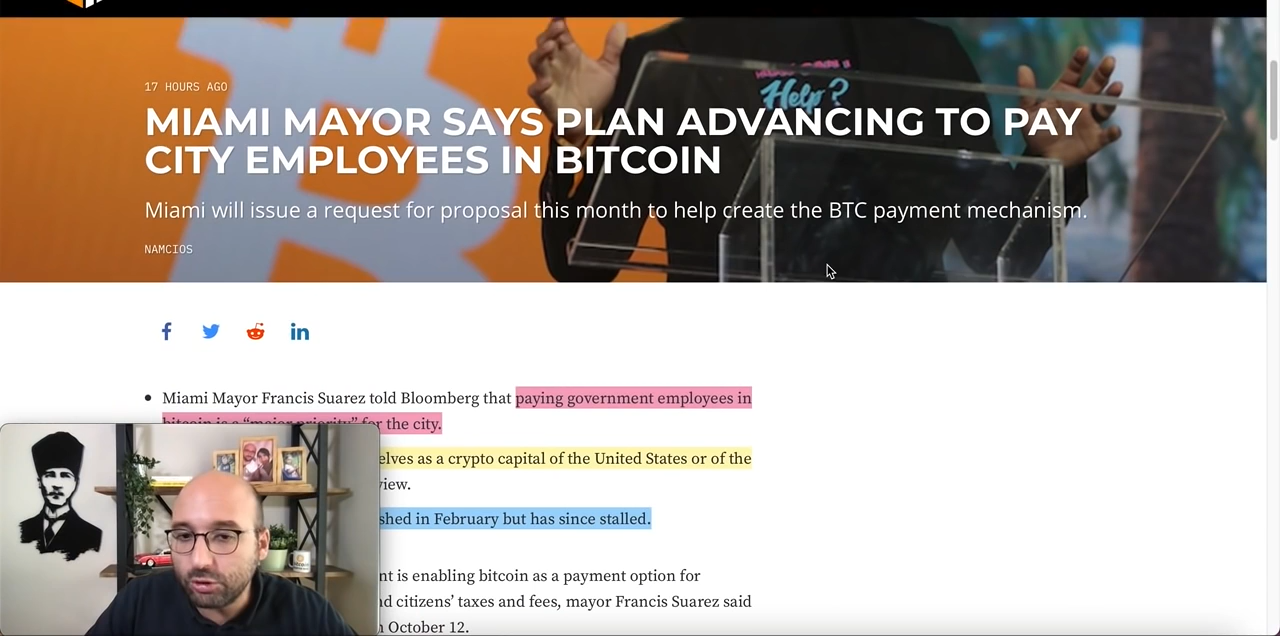 Help?
17 HOURS AGO
MIAMI MAYOR SAYS PLAN ADVANCING TO PAY
CITY EMPLOYEES IN BITCOIN
Miami will issue a request for proposal this month to help create the BTC payment mechanism.
NAMCIOS
Miami Mayor Francis Suarez told Bloomberg that paying government employees in
bitcoin is a “major priority” for the city.
elves as a crypto capital of the United States or of the
view.
shed in February but has since stalled.
nt is enabling bitcoin as a payment option for
nd citizens’ taxes and fees, mayor Francis Suarez said
n October 12.